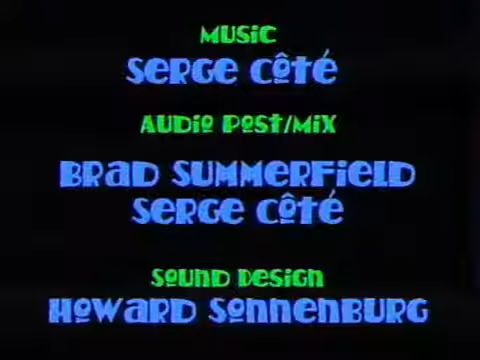 MUSIC
SERGE CÔTÉ
AUDIO POST/MIX
BRAD SUMMERFIELD
SERGE CÔTÉ
SOUND DESIGN
HOWARD SONNENBURG